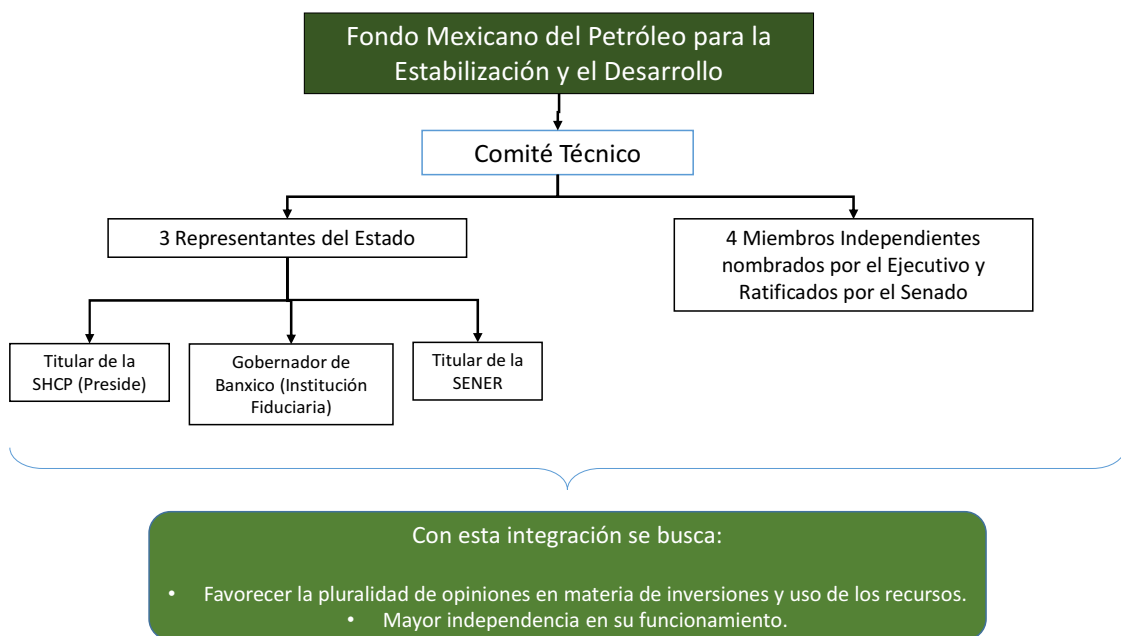 Fondo Mexicano del Petróleo para la
Estabilización y el Desarrollo
Comité Técnico
3 Representantes del Estado
4 Miembros Independientes
nombrados por el Ejecutivo y
Ratificados por el Senado
Titular de la
SHCP (Preside)
Gobernador de
Banxico (Institución
Fiduciaria)
Titular de la
SENER
Con esta integración se busca:
• Favorecer la pluralidad de opiniones en materia de inversiones y uso de los recursos.
• Mayor independencia en su funcionamiento.